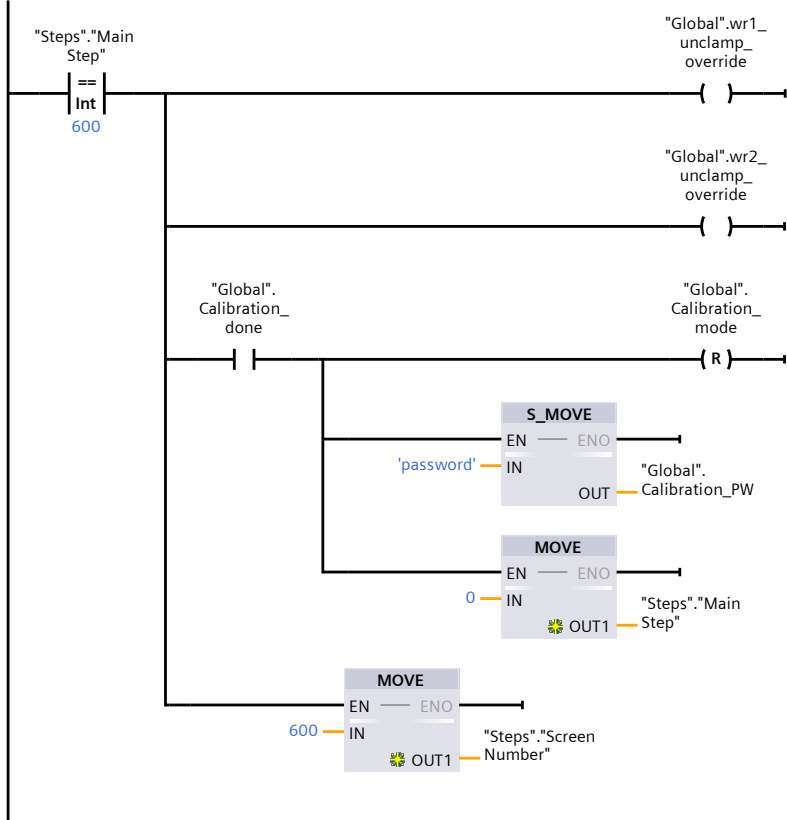 "Global".wr1_
unclamp_
override
"Steps"."Main
Step"
==
Int
600
"Global".wr2_
unclamp_
override
"Global".
Calibration_
done
"Global".
Calibration_
mode
R
S_MOVE
EN ENO
'password' IN
OUT
"Global".
Calibration_PW
MOVE
EN ENO
0 IN
OUT1
"Steps"."Main
Step"
MOVE
EN ENO
600 IN
OUT1
"Steps"."Screen
Number"